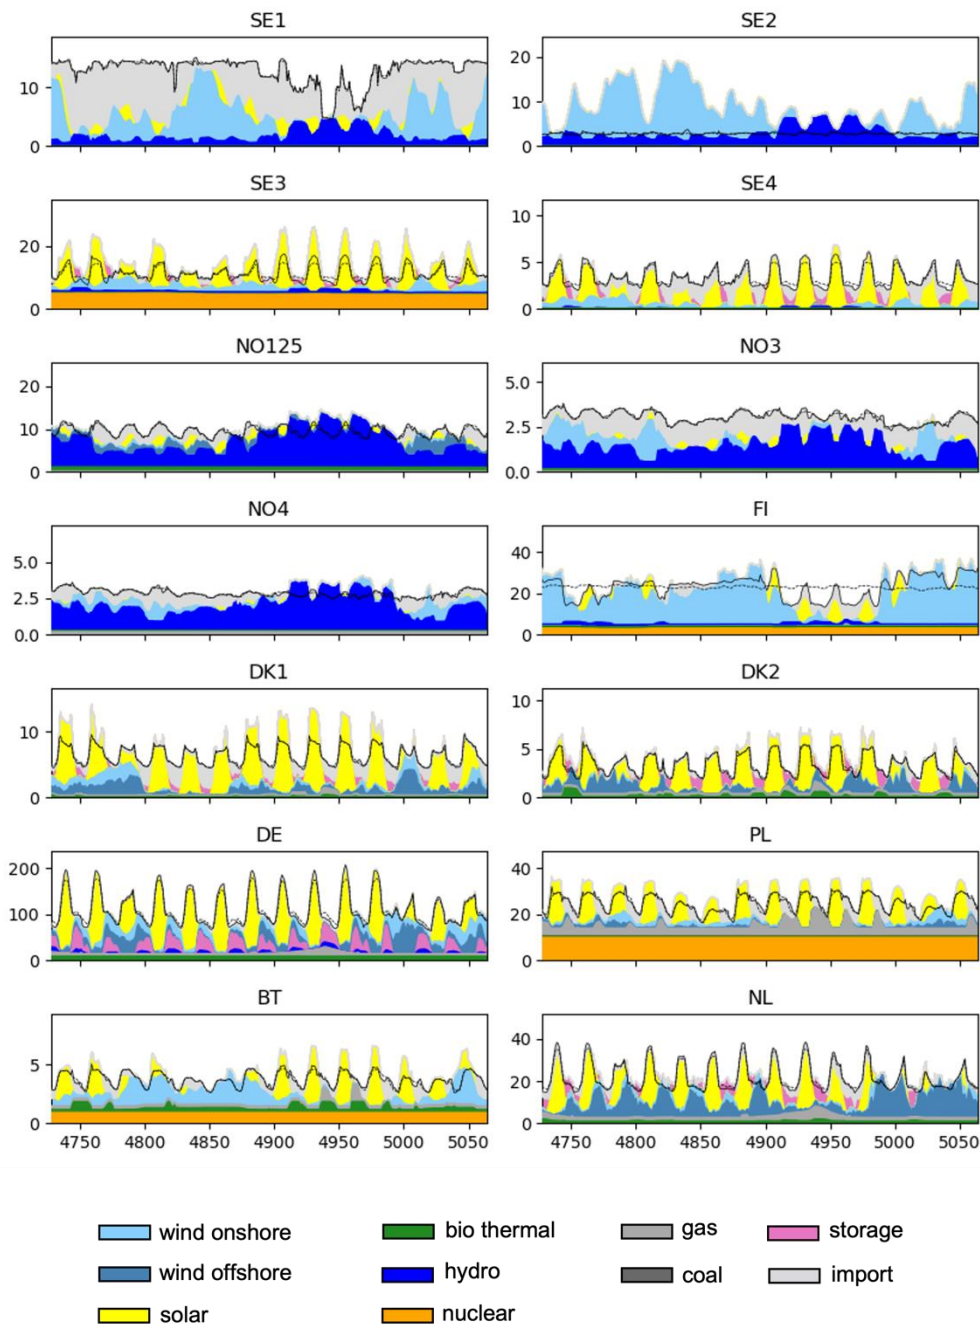 SE1 SE2
10 20
10
0 0
SE3 SE4
20 10
5
0 0
NO125 NO3
20 5.0
10 2.5
0 0.0
NO4 FI
5.0 40
2.5 20
0.0 0
DK1 DK2
10 10
5
0 0
DE PL
200 40
100 20
0 0
BT NL
5 40
20
0 0
4750 4800 4850 4900 4950 5000 5050 4750 4800 4850 4900 4950 5000 5050
wind onshore bio thermal gas storage
wind offshore hydro coal import
solar nuclear